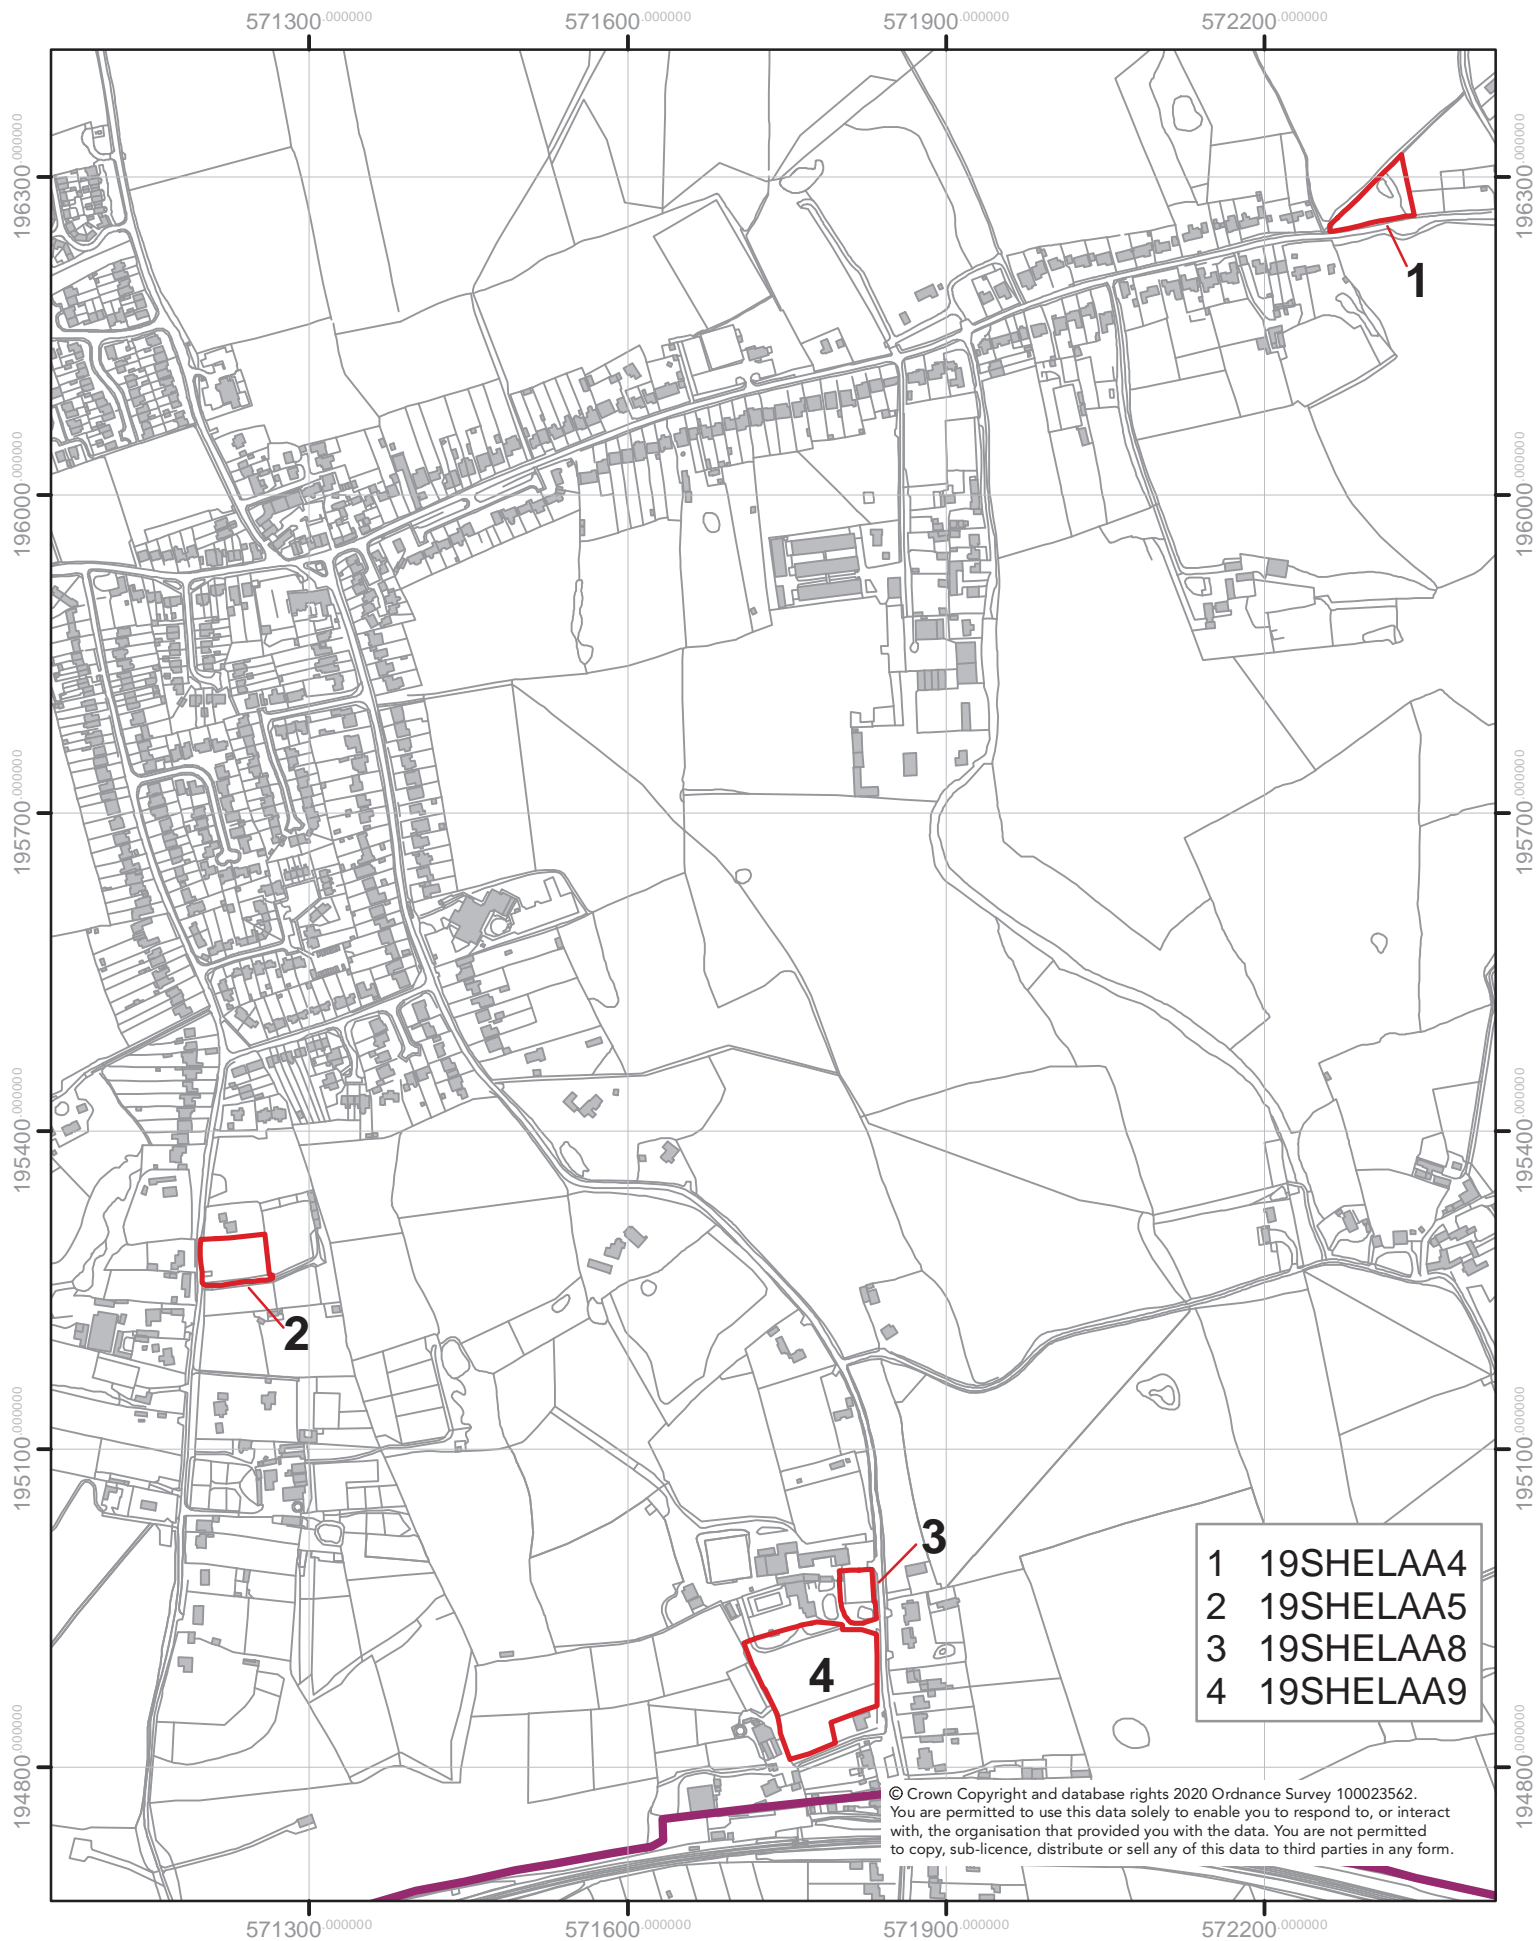 571300.000000 571600.000000 571900.000000 572200.000000
196300.000000 196300.000000
1
196000.000000 196000.000000
195700.000000 195700.000000
195400.000000 195400.000000
2
195100.000000 195100.000000
3
4
1 19SHELAA4
2 19SHELAA5
3 19SHELAA8
4 19SHELAA9
194800.000000 194800.000000
© Crown Copyright and database rights 2020 Ordnance Survey 100023562.
You are permitted to use this data solely to enable you to respond to, or interact
with, the organisation that provided you with the data. You are not permitted
to copy, sub-licence, distribute or sell any of this data to third parties in any form.
571300.000000 571600.000000 571900.000000 572200.000000